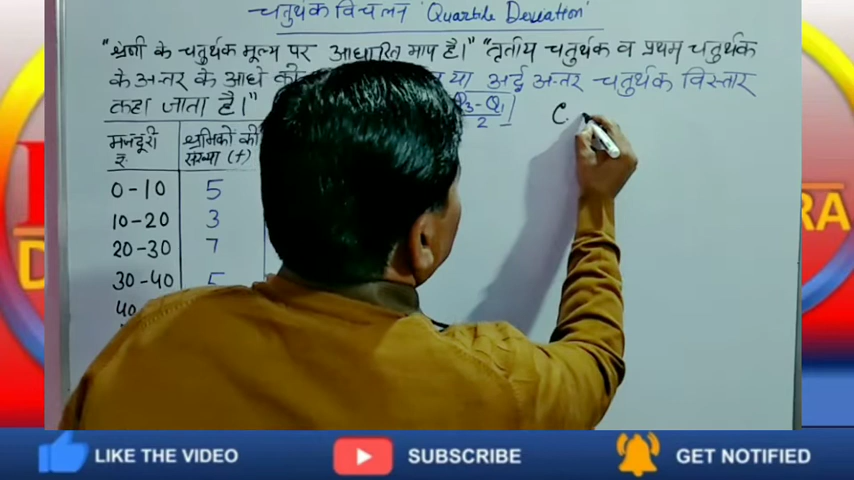 चतुर्थक विचलन 'Quartile Deviation'
"श्रेणी के चतुर्थक मूल्य पर आधारित माप है।" "तृतीय चतुर्थक व प्रथम चतुर्थक
के अन्तर के आधे की या अर्द्ध अन्तर चतुर्थक विस्तार
कहा जाता है।" Q3 - Q1 / 2 C.
मजदूरी रु. श्रमिकों की संख्या (f)
0-10 5
10-20 3
20-30 7
30-40 5
40
LIKE THE VIDEO SUBSCRIBE GET NOTIFIED